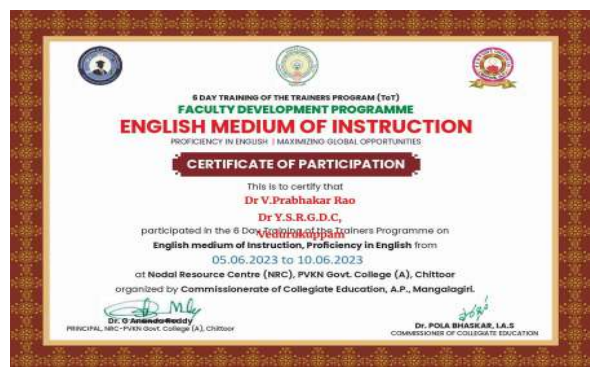 6 DAY TRAINING OF THE TRAINERS PROGRAM (ToT)
FACULTY DEVELOPMENT PROGRAMME
ENGLISH MEDIUM OF INSTRUCTION
PROFICIENCY IN ENGLISH | MAXIMIZING GLOBAL OPPORTUNITIES
CERTIFICATE OF PARTICIPATION
This is to certify that
Dr V.Prabhakar Rao
Dr Y.S.R.G.D.C,
Vedurukuppam
participated in the 6 Day Training of the Trainers Programme on
English medium of Instruction, Proficiency in English from
05.06.2023 to 10.06.2023
at Nodal Resource Centre (NRC), PVKN Govt. College (A), Chittoor
organized by Commissionerate of Collegiate Education, A.P., Mangalagiri.
Dr. G Ananda Reddy
PRINCIPAL, NRC-PVKN Govt. College (A), Chittoor
Dr. POLA BHASKAR, I.A.S
COMMISSIONER OF COLLEGIATE EDUCATION